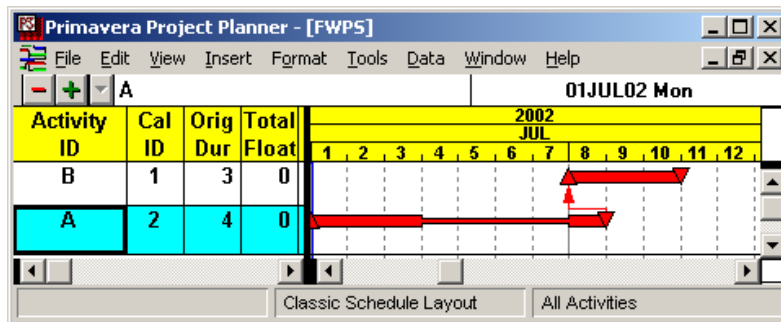 Primavera Project Planner - [FWPS]
File Edit View Insert Format Tools Data Window Help
A 01JUL02 Mon
Activity ID Cal ID Orig Dur Total Float
2002
JUL
1 2 3 4 5 6 7 8 9 10 11 12
B 1 3 0
A 2 4 0
Classic Schedule Layout All Activities